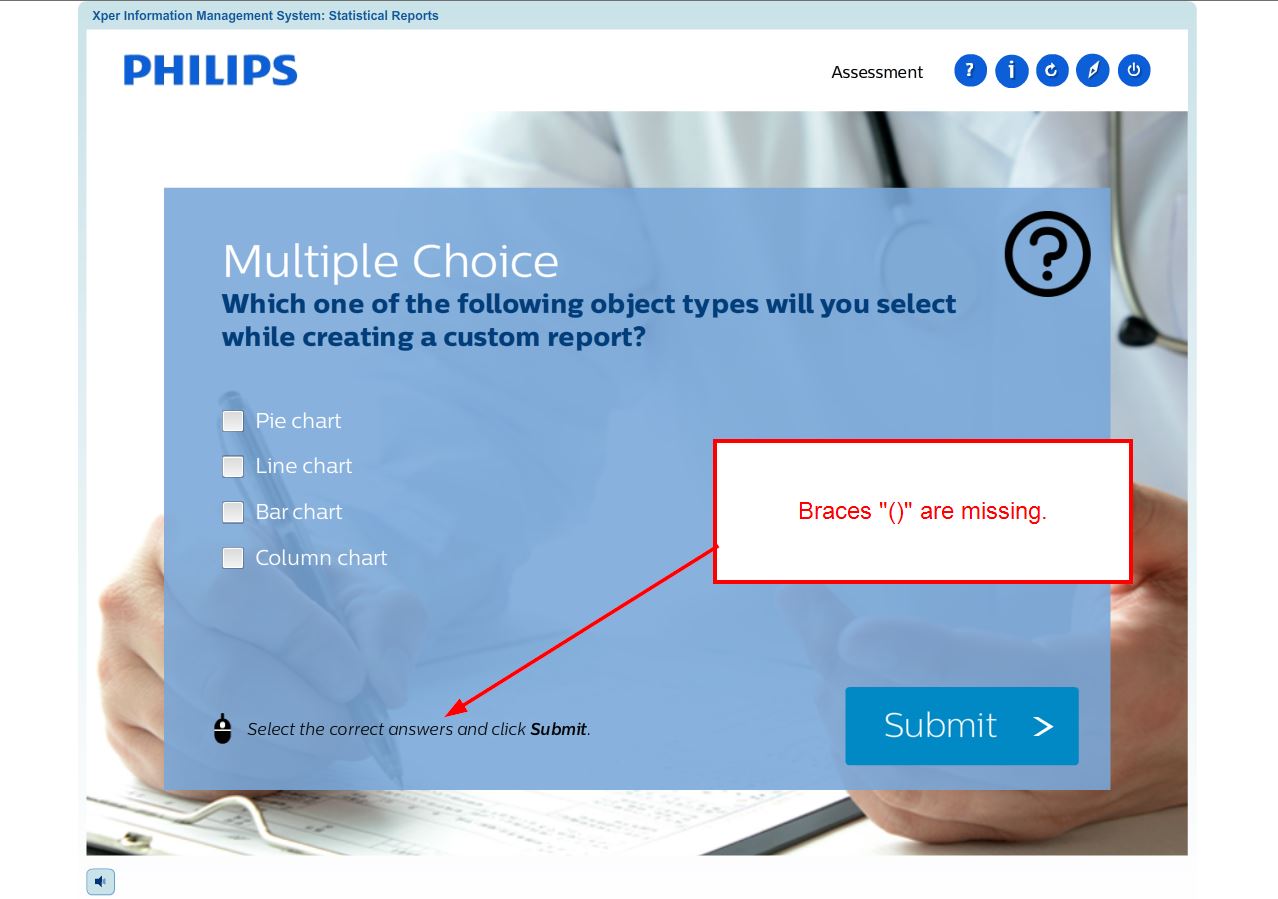 Xper Information Management System: Statistical Reports
PHILIPS
Assessment
Multiple Choice
Which one of the following object types will you select
while creating a custom report?
Pie chart
Line chart
Bar chart
Column chart
Braces "()" are missing.
Select the correct answers and click Submit.
Submit >